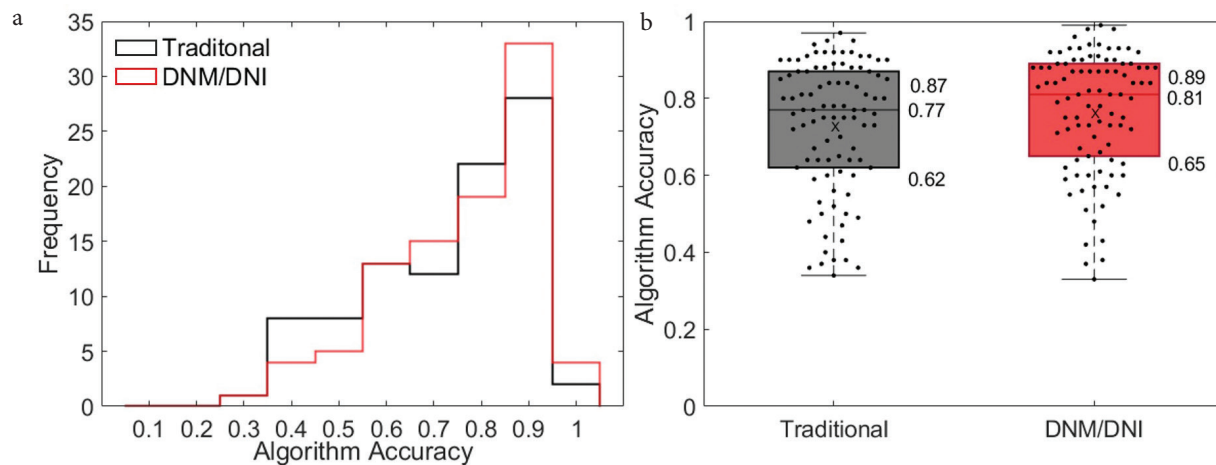 a
35
30
25
20
15
10
5
0
Frequency
Traditonal
DNM/DNI
0.1 0.2 0.3 0.4 0.5 0.6 0.7 0.8 0.9 1
Algorithm Accuracy
b
1
0.8
0.6
0.4
0.2
0
Algorithm Accuracy
X
0.87
0.77
0.62
X
0.89
0.81
0.65
Traditional DNM/DNI